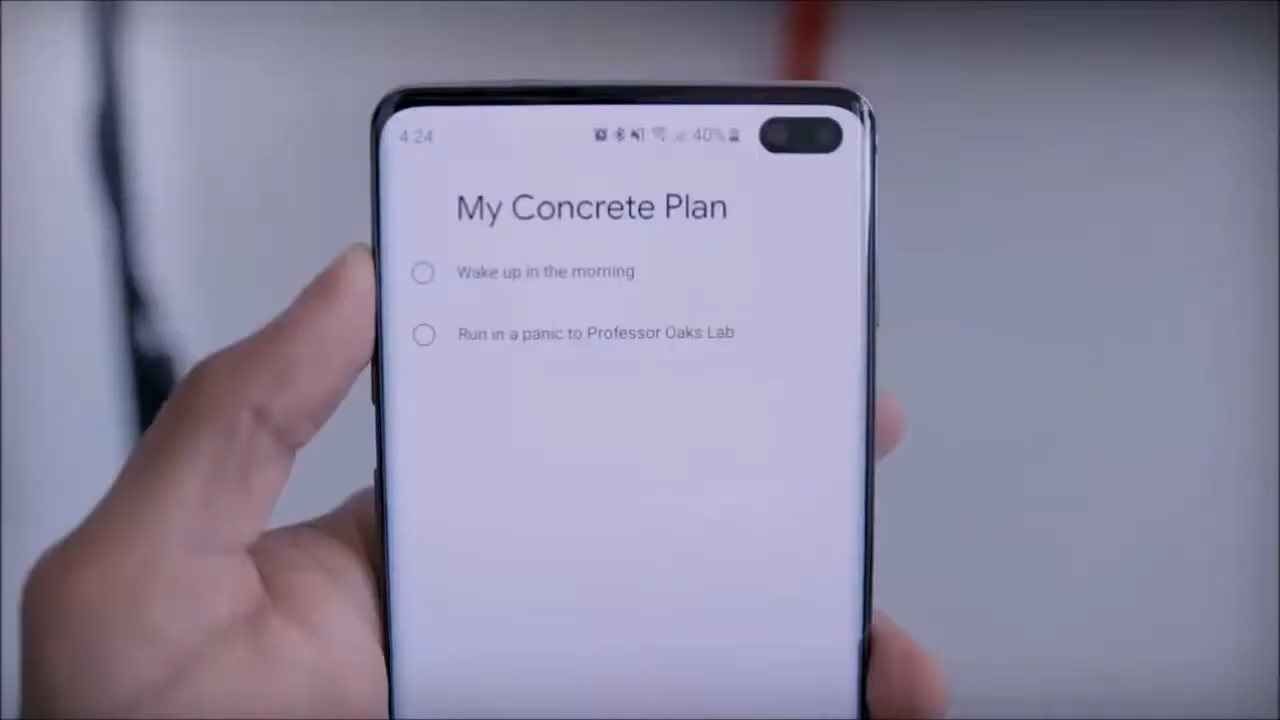 4:24 40%
My Concrete Plan
Wake up in the morning
Run in a panic to Professor Oaks Lab